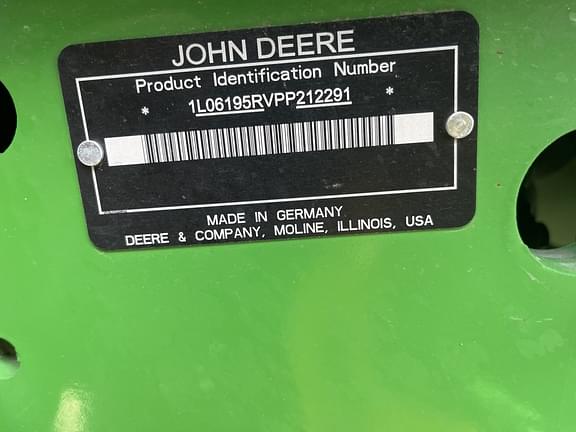 JOHN DEERE
Product Identification Number
* 1L06195RVPP212291 *
MADE IN GERMANY
DEERE & COMPANY, MOLINE, ILLINOIS, USA